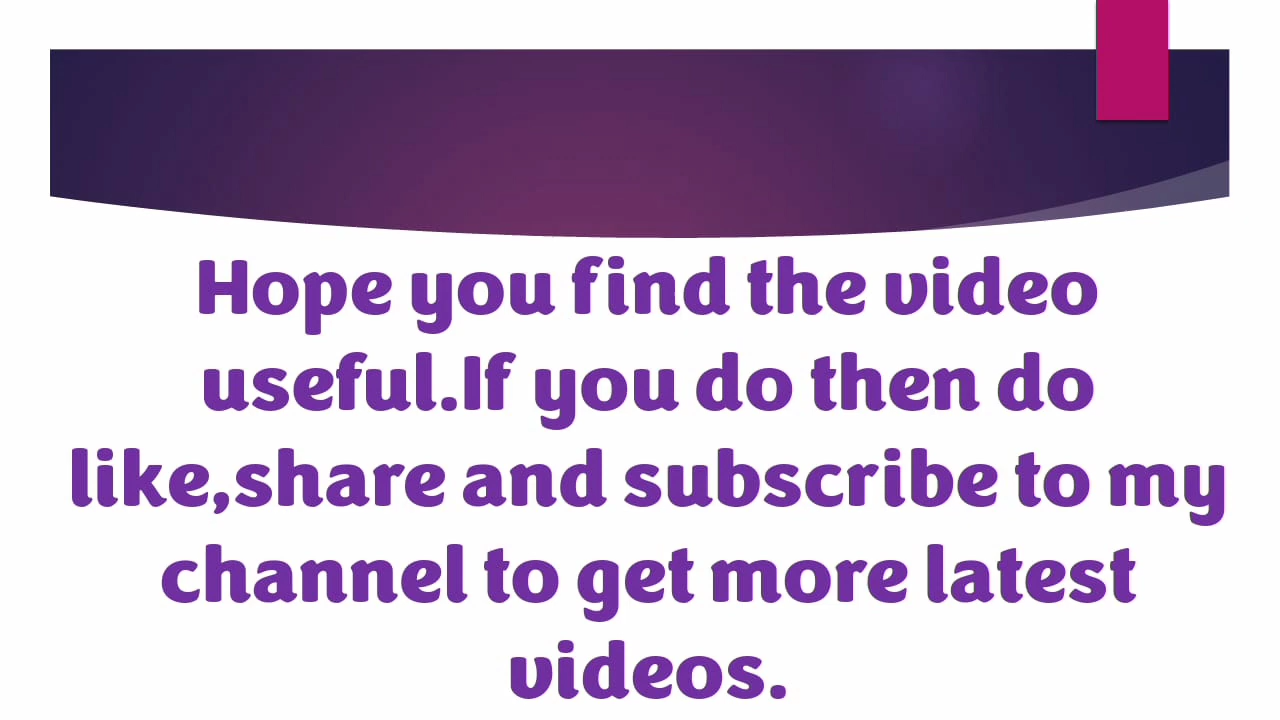 Hope you find the video
useful.If you do then do
like,share and subscribe to my
channel to get more latest
videos.